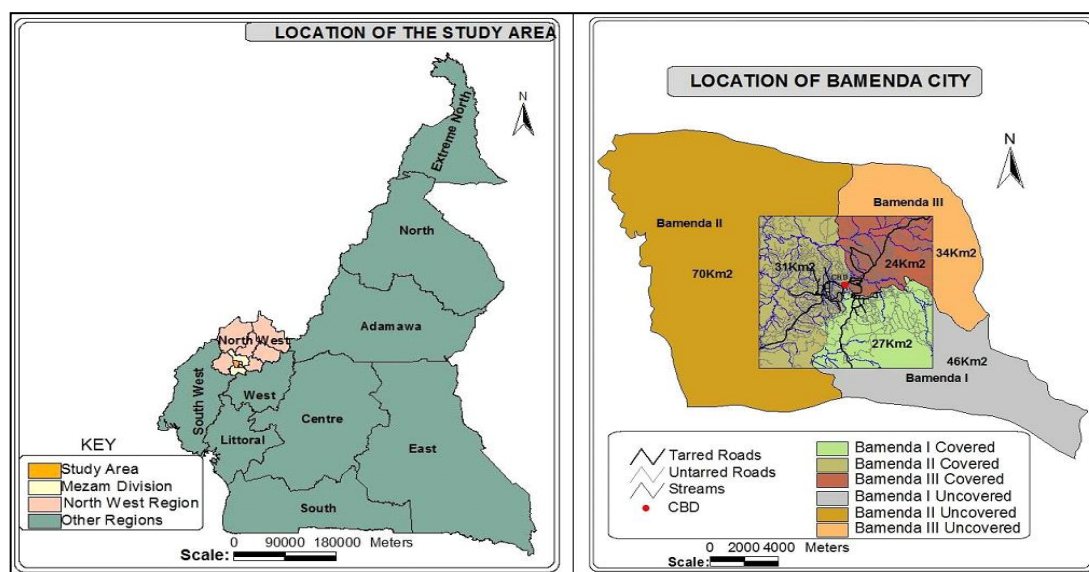 LOCATION OF THE STUDY AREA
N
Extreme North
North
Adamawa
North West
South West
West
Littoral
Centre
East
South
KEY
Study Area
Mezam Division
North West Region
Other Regions
0 90000 180000 Meters
Scale:
LOCATION OF BAMENDA CITY
N
Bamenda III
Bamenda II
34Km2
24Km2
31Km2
70Km2
CBD
27Km2
46Km2
Bamenda I
Tarred Roads
Untarred Roads
Streams
CBD
Bamenda I Covered
Bamenda II Covered
Bamenda III Covered
Bamenda I Uncovered
Bamenda II Uncovered
Bamenda III Uncovered
0 2000 4000 Meters
Scale: